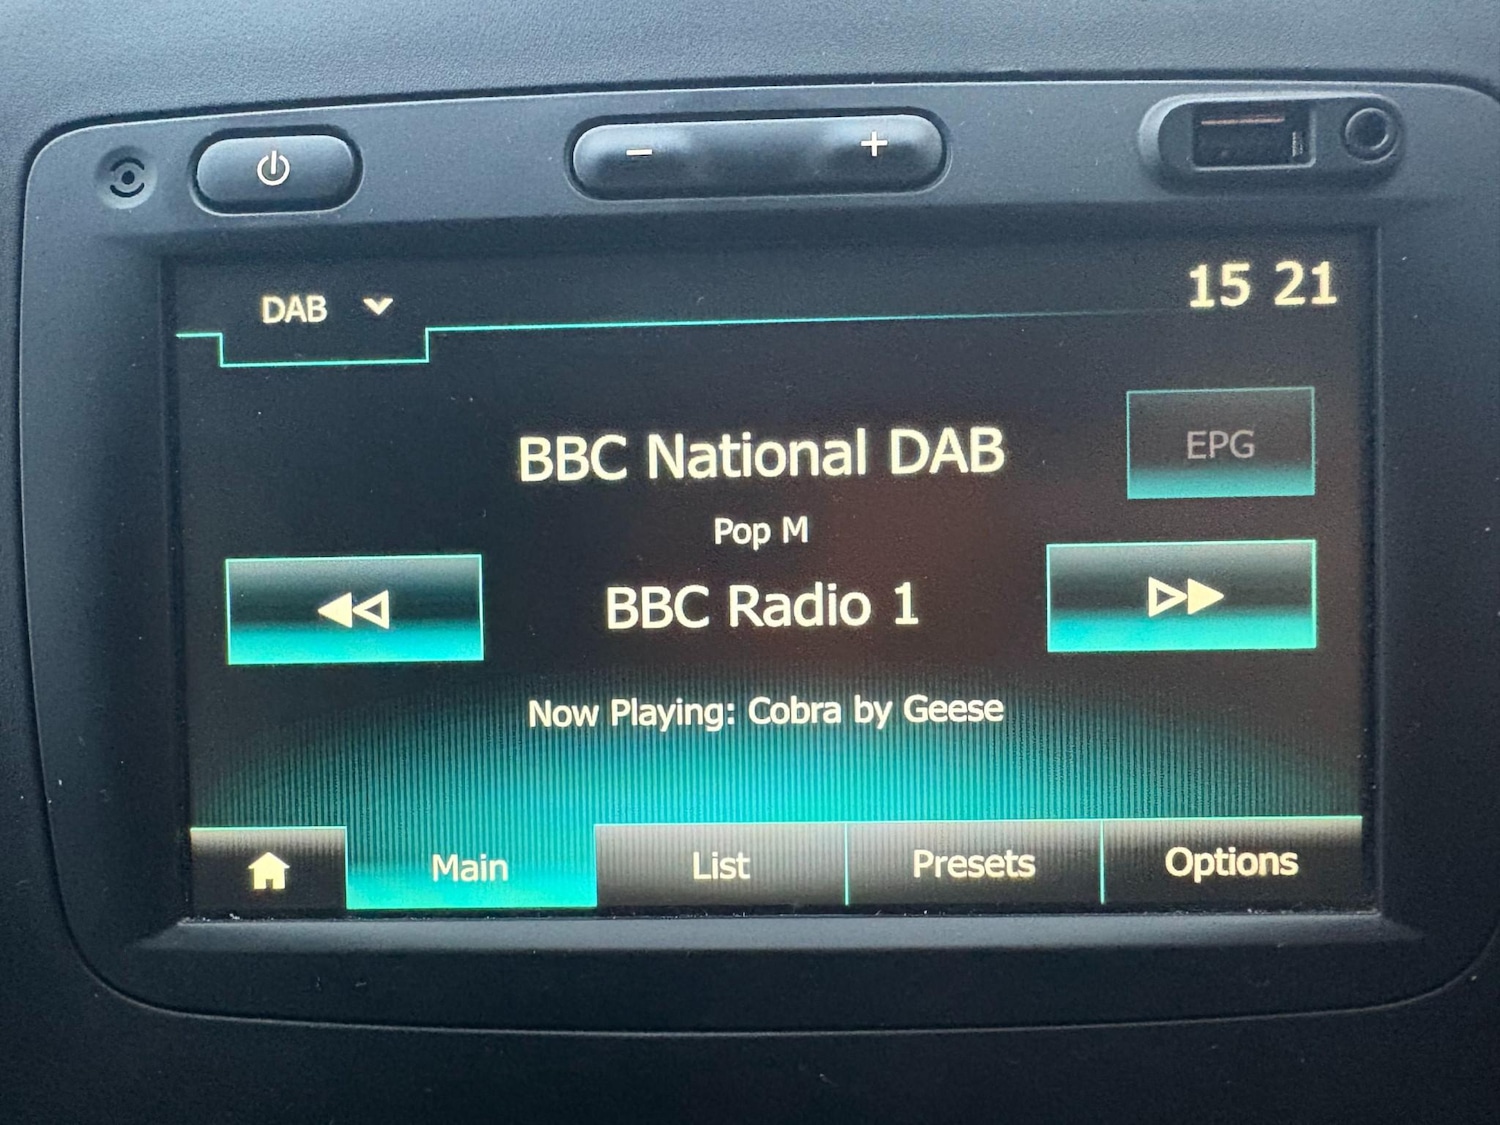 DAB
15 21
BBC National DAB
EPG
Pop M
BBC Radio 1
Now Playing: Cobra by Geese
Main
List
Presets
Options